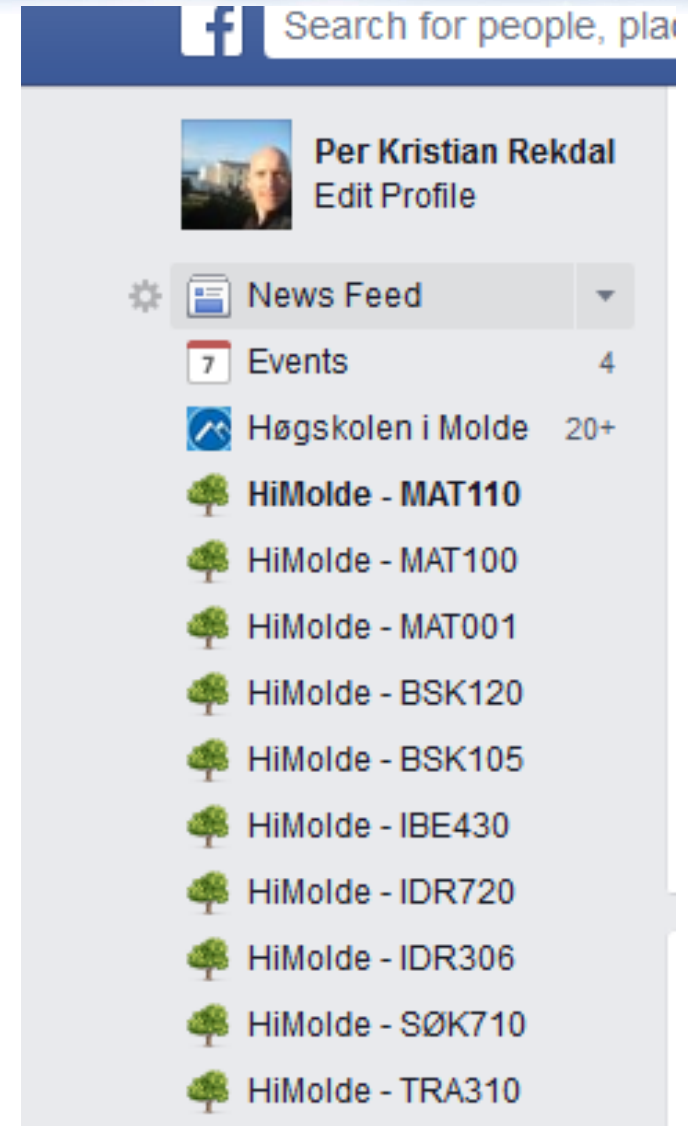 f Search for people, pla
Per Kristian Rekdal
Edit Profile
News Feed
7 Events 4
Høgskolen i Molde 20+
HiMolde - MAT110
HiMolde - MAT100
HiMolde - MAT001
HiMolde - BSK120
HiMolde - BSK105
HiMolde - IBE430
HiMolde - IDR720
HiMolde - IDR306
HiMolde - SØK710
HiMolde - TRA310